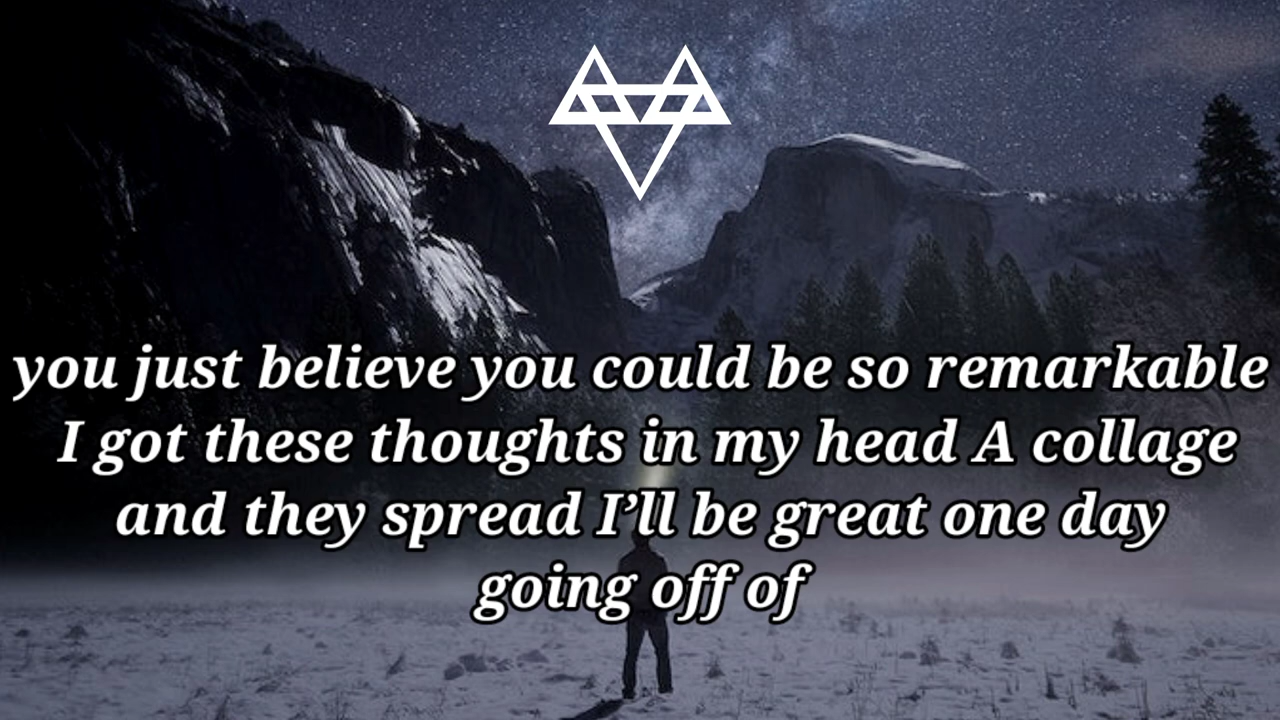 you just believe you could be so remarkable
I got these thoughts in my head A collage
and they spread I’ll be great one day
going off of